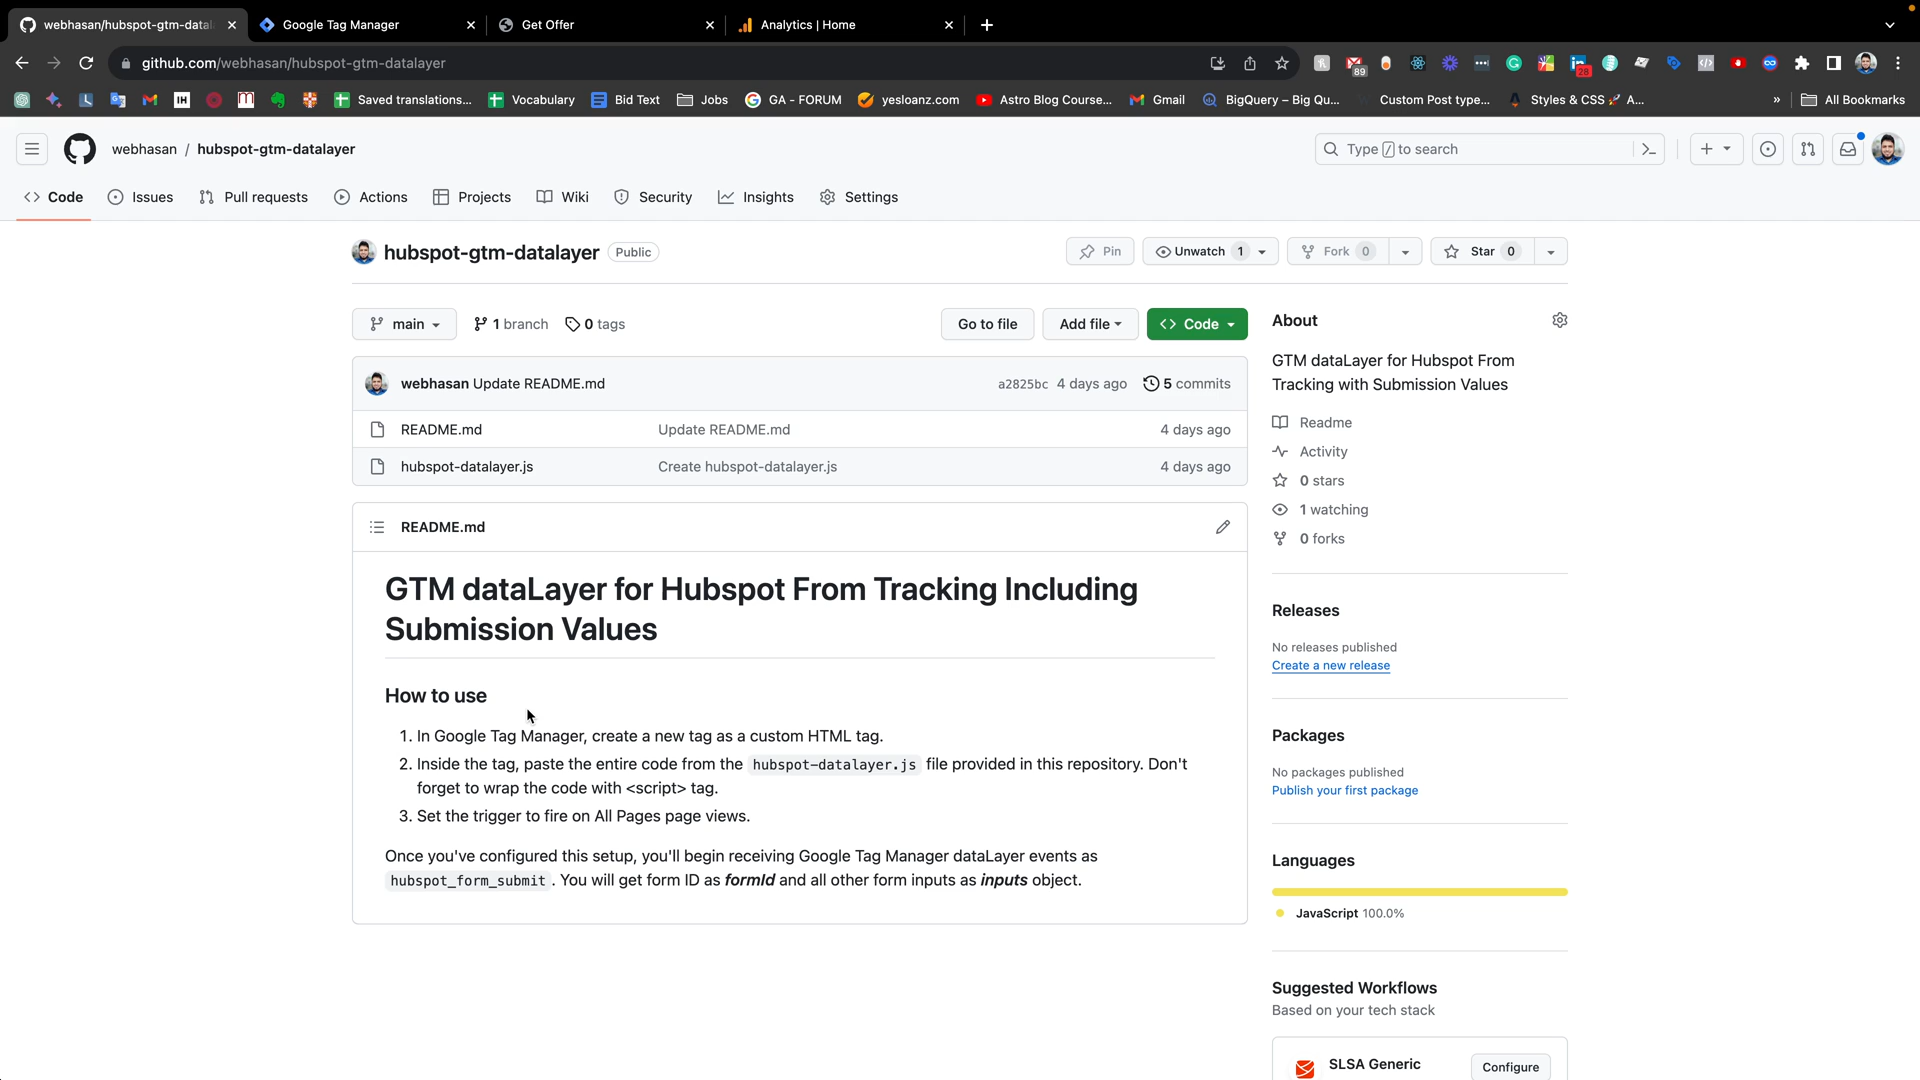 webhasan/hubspot-gtm-datal
Google Tag Manager
Get Offer
Analytics | Home
github.com/webhasan/hubspot-gtm-datalayer
89
28
IH
Saved translations...
Vocabulary
Bid Text
Jobs
GA - FORUM
yesloanz.com
Astro Blog Course...
Gmail
BigQuery – Big Qu...
Custom Post type...
Styles & CSS 🚀 A...
»
All Bookmarks
webhasan / hubspot-gtm-datalayer
Type / to search
Code
Issues
Pull requests
Actions
Projects
Wiki
Security
Insights
Settings
hubspot-gtm-datalayer
Public
Pin
Unwatch 1
Fork 0
Star 0
main
1 branch
0 tags
Go to file
Add file
Code
webhasan Update README.md
a2825bc 4 days ago
5 commits
README.md
Update README.md
4 days ago
hubspot-datalayer.js
Create hubspot-datalayer.js
4 days ago
README.md
GTM dataLayer for Hubspot From Tracking Including
Submission Values
How to use
1. In Google Tag Manager, create a new tag as a custom HTML tag.
2. Inside the tag, paste the entire code from the hubspot-datalayer.js file provided in this repository. Don't
forget to wrap the code with <script> tag.
3. Set the trigger to fire on All Pages page views.
Once you've configured this setup, you'll begin receiving Google Tag Manager dataLayer events as
hubspot_form_submit . You will get form ID as formId and all other form inputs as inputs object.
About
GTM dataLayer for Hubspot From
Tracking with Submission Values
Readme
Activity
0 stars
1 watching
0 forks
Releases
No releases published
Create a new release
Packages
No packages published
Publish your first package
Languages
JavaScript 100.0%
Suggested Workflows
Based on your tech stack
SLSA Generic
Configure